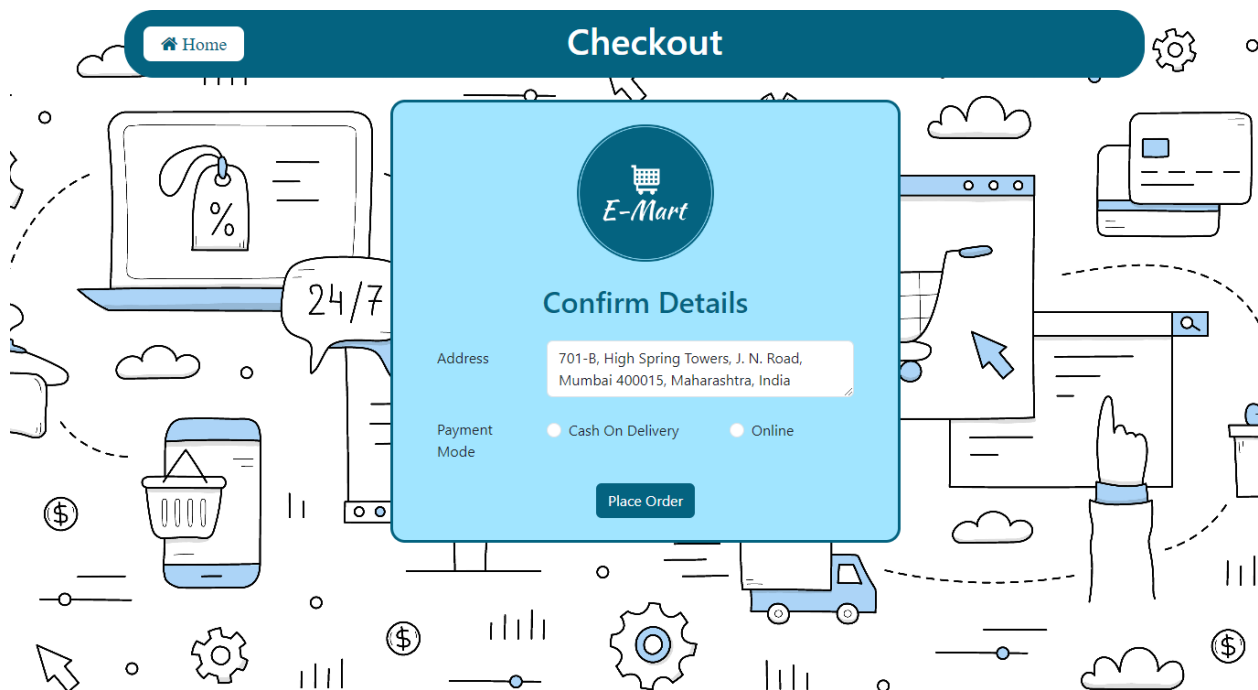 Home
Checkout
%
24/7
E-Mart
Confirm Details
Address
701-B, High Spring Towers, J. N. Road,
Mumbai 400015, Maharashtra, India
Payment
Mode
Cash On Delivery
Online
Place Order
$
$
$